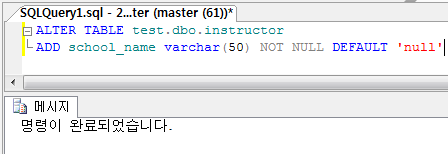 SQLQuery1.sql - 2...ter (master (61))*
ALTER TABLE test.dbo.instructor
ADD school_name varchar(50) NOT NULL DEFAULT 'null'
메시지
명령이 완료되었습니다.